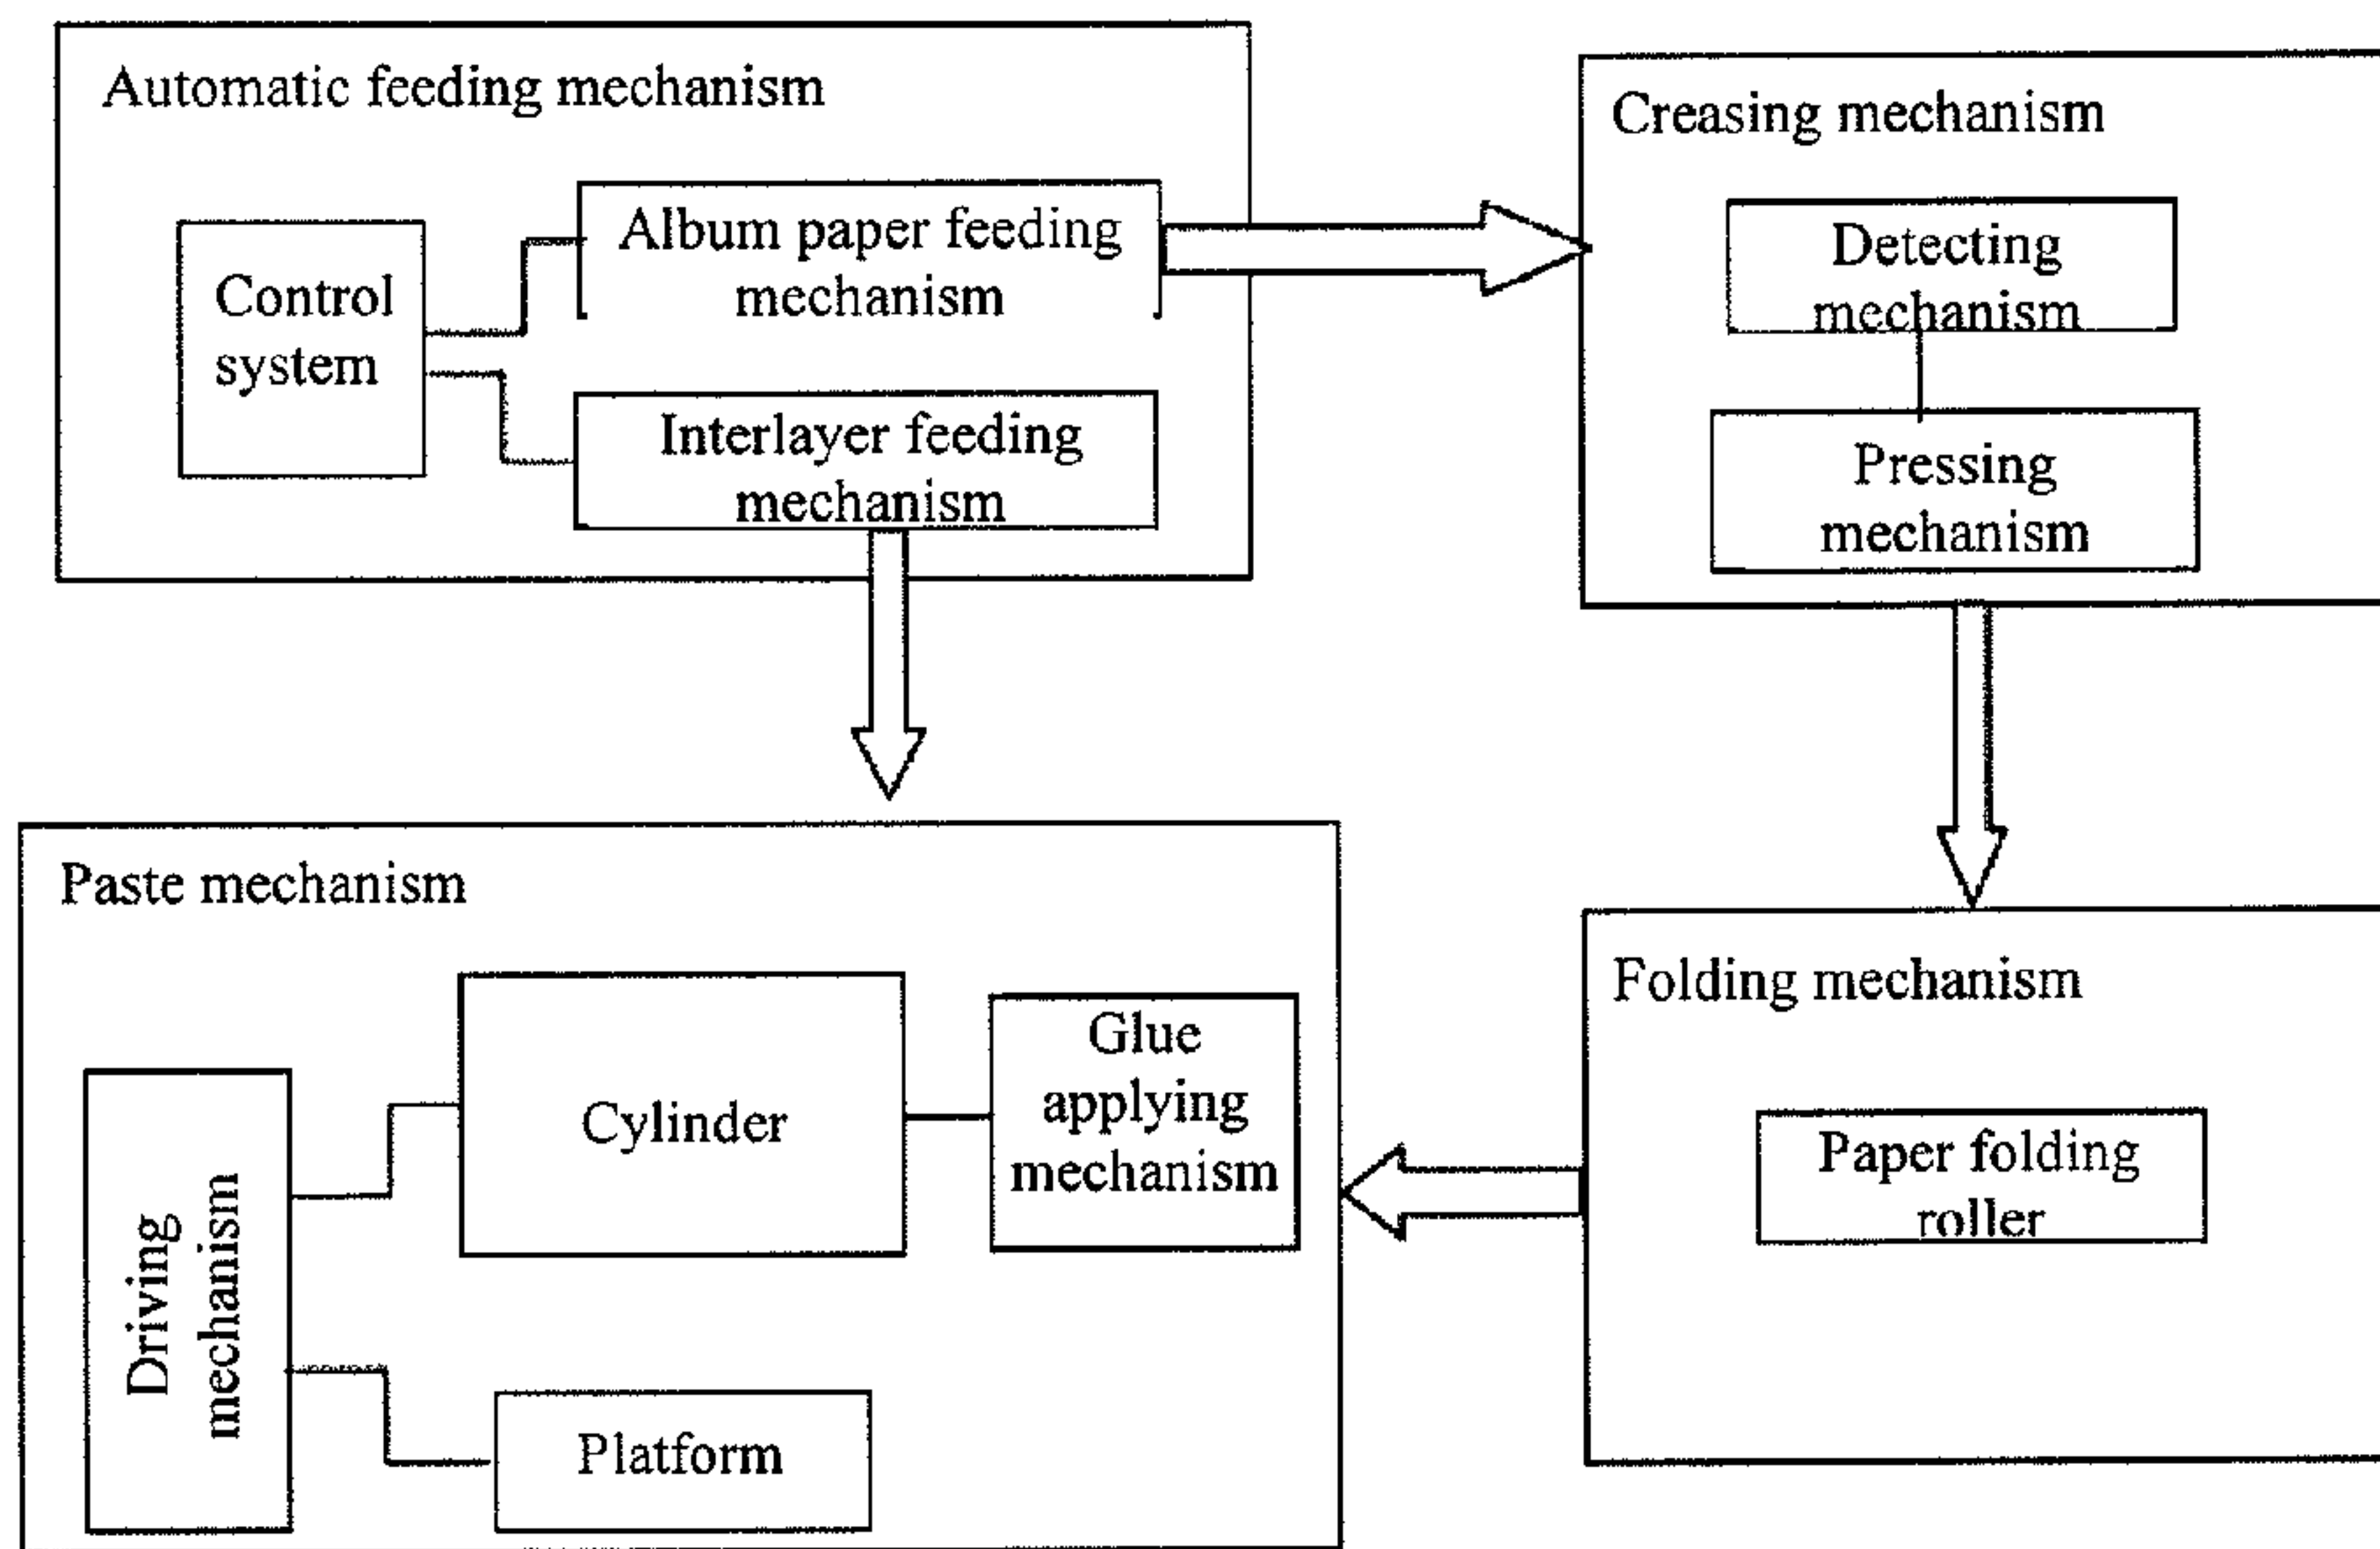 Automatic feeding mechanism
Control
system
Album paper feeding
mechanism
Interlayer feeding
mechanism
Creasing mechanism
Detecting
mechanism
Pressing
mechanism
Paste mechanism
Driving
mechanism
Cylinder
Glue
applying
mechanism
Platform
Folding mechanism
Paper folding
roller